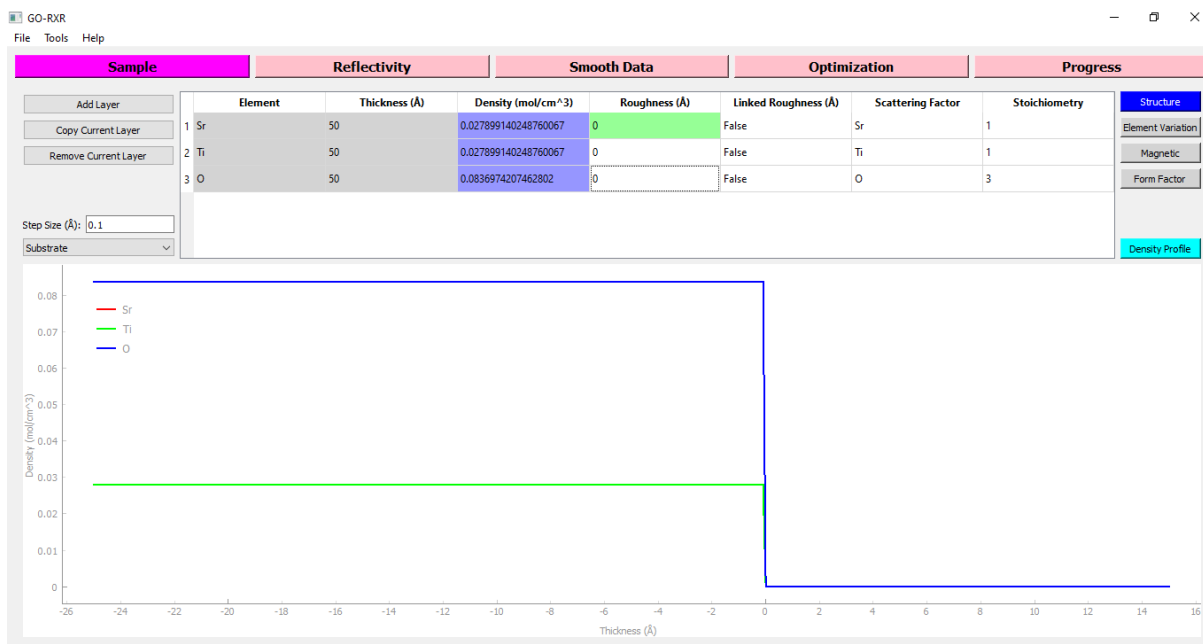 GO-RXR
File Tools Help
Sample Reflectivity Smooth Data Optimization Progress
Add Layer
Copy Current Layer
Remove Current Layer
Step Size (Å): 0.1
Substrate
Element Thickness (Å) Density (mol/cm^3) Roughness (Å) Linked Roughness (Å) Scattering Factor Stoichiometry
1 Sr 50 0.027899140248760067 0 False Sr 1
2 Ti 50 0.027899140248760067 0 False Ti 1
3 O 50 0.0836974207462802 0 False O 3
Structure
Element Variation
Magnetic
Form Factor
Density Profile
Density (mol/cm^3)
0.08
0.07
0.06
0.05
0.04
0.03
0.02
0.01
0
Sr
Ti
O
-26 -24 -22 -20 -18 -16 -14 -12 -10 -8 -6 -4 -2 0 2 4 6 8 10 12 14 16
Thickness (Å)